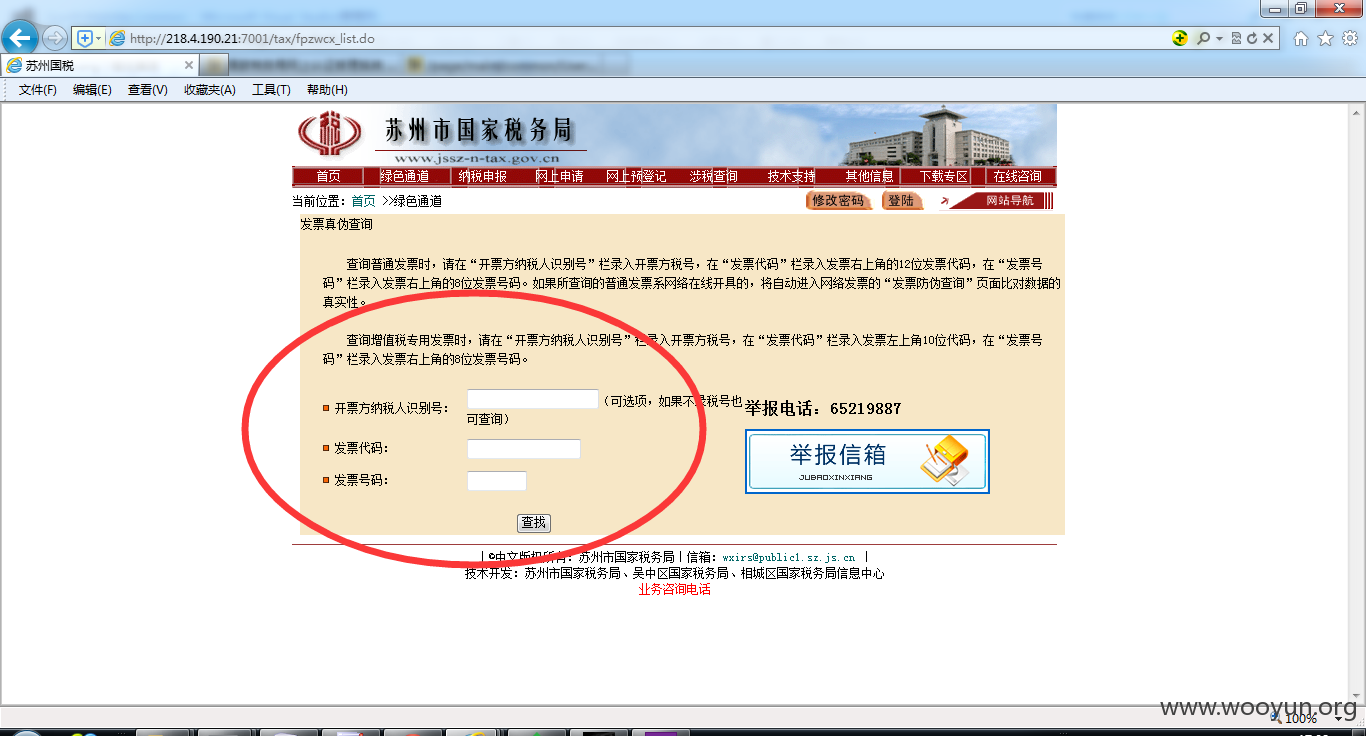 http://218.4.190.21:7001/tax/fpzwcx_list.do
苏州国税
文件(F) 编辑(E) 查看(V) 收藏夹(A) 工具(T) 帮助(H)
苏州市国家税务局
www.jssz-n-tax.gov.cn
首页 绿色通道 纳税申报 网上申请 网上预登记 涉税查询 技术支持 其他信息 下载专区 在线咨询
当前位置：首页 >>绿色通道 修改密码 登陆 网站导航
发票真伪查询
查询普通发票时，请在“开票方纳税人识别号”栏录入开票方税号，在“发票代码”栏录入发票右上角的12位发票代码，在“发票号
码”栏录入发票右上角的8位发票号码。如果所查询的普通发票系网络在线开具的，将自动进入网络发票的“发票防伪查询”页面比对数据的
真实性。
查询增值税专用发票时，请在“开票方纳税人识别号”栏录入开票方税号，在“发票代码”栏录入发票左上角10位代码，在“发票号
码”栏录入发票右上角的8位发票号码。
开票方纳税人识别号： （可选项，如果不录税号也
可查询）
举报电话：65219887
发票代码：
举报信箱
JUBAOXINXIANG
发票号码：
查找
|©中文版权所有：苏州市国家税务局|信箱：wxirs@public1.sz.js.cn |
技术开发：苏州市国家税务局、吴中区国家税务局、相城区国家税务局信息中心
业务咨询电话
www.wooyun.org
100%